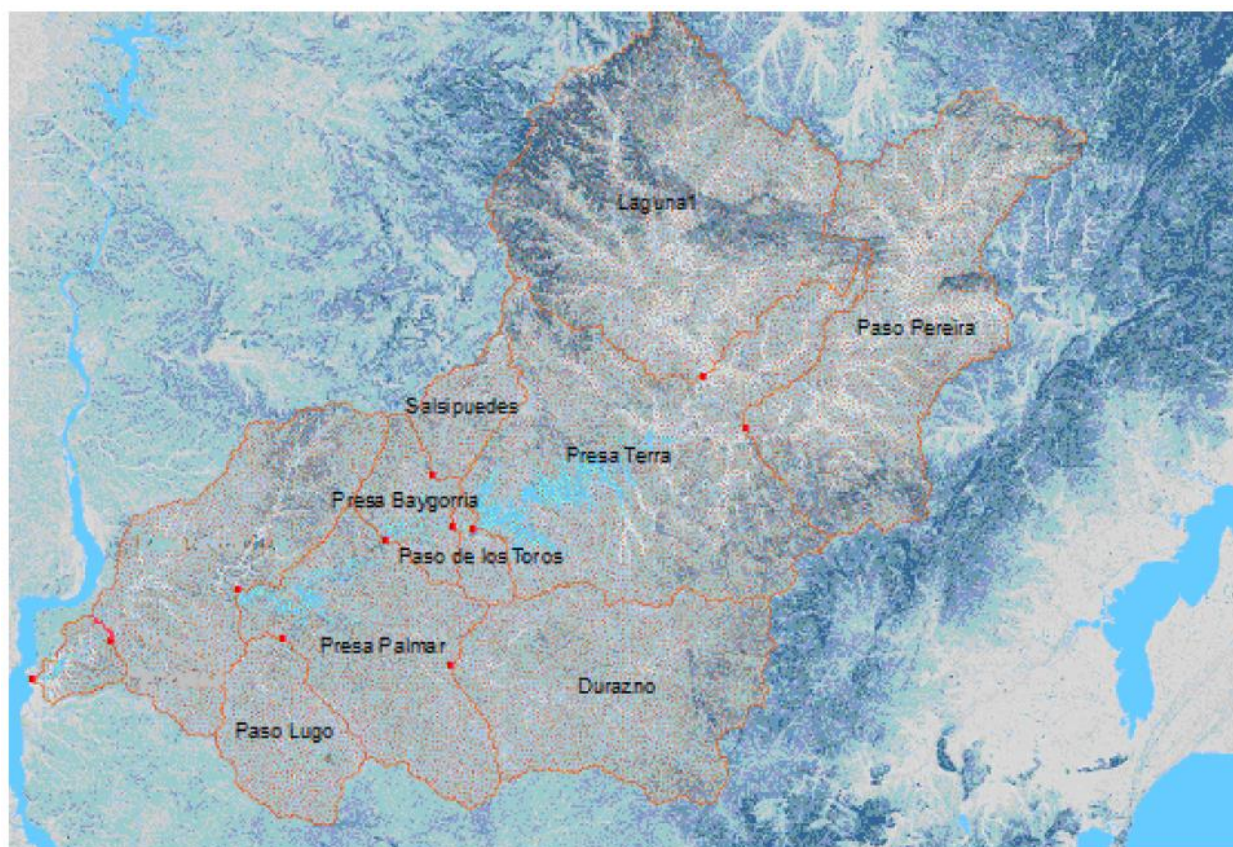 Laguna1
Paso Pereira
Salsipuedes
Presa Terra
Presa Baygorria
Paso de los Toros
Presa Palmar
Durazno
Paso Lugo